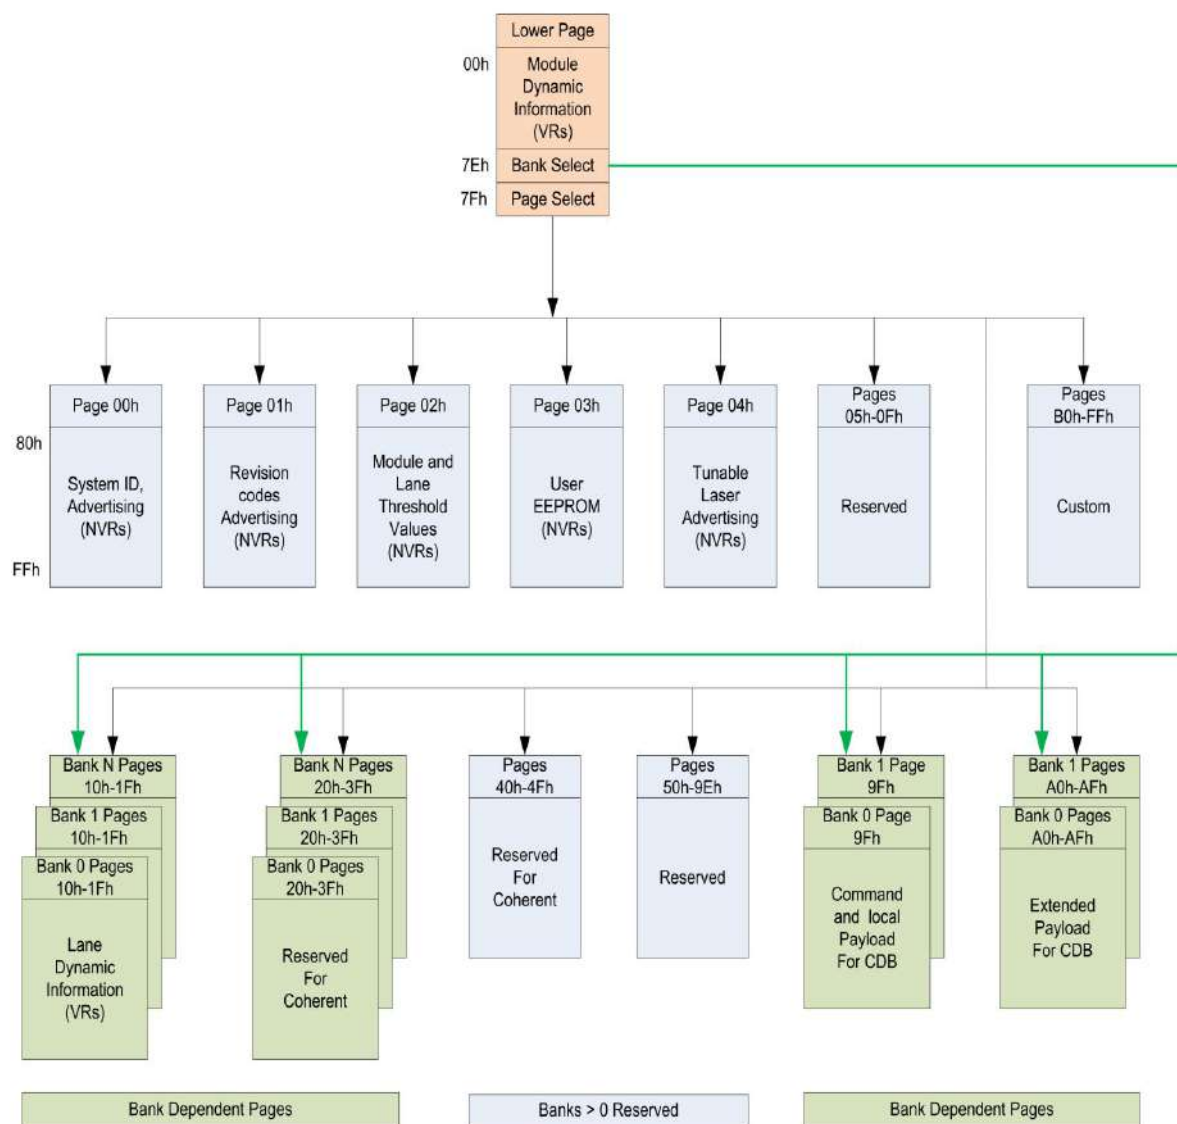 Lower Page
00h
Module
Dynamic
Information
(VRs)
7Eh
Bank Select
7Fh
Page Select
Page 00h
Page 01h
Page 02h
Page 03h
Page 04h
Pages
05h-0Fh
Pages
B0h-FFh
80h
System ID,
Advertising
(NVRs)
FFh
Revision
codes
Advertising
(NVRs)
Module and
Lane
Threshold
Values
(NVRs)
User
EEPROM
(NVRs)
Tunable
Laser
Advertising
(NVRs)
Reserved
Custom
Bank N Pages
10h-1Fh
Bank 1 Pages
10h-1Fh
Bank 0 Pages
10h-1Fh
Lane
Dynamic
Information
(VRs)
Bank N Pages
20h-3Fh
Bank 1 Pages
20h-3Fh
Bank 0 Pages
20h-3Fh
Reserved
For
Coherent
Pages
40h-4Fh
Reserved
For
Coherent
Pages
50h-9Eh
Reserved
Bank 1 Page
9Fh
Bank 0 Page
9Fh
Command
and local
Payload
For CDB
Bank 1 Pages
A0h-AFh
Bank 0 Pages
A0h-AFh
Extended
Payload
For CDB
Bank Dependent Pages
Banks > 0 Reserved
Bank Dependent Pages